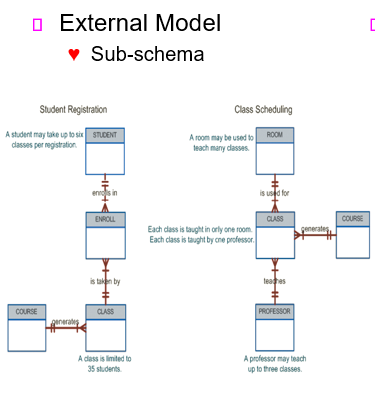 External Model
♥ Sub-schema
Student Registration
A student may take up to six
classes per registration.
STUDENT
enrolls in
ENROLL
is taken by
COURSE
generates
CLASS
A class is limited to
35 students.
Class Scheduling
A room may be used to
teach many classes.
ROOM
is used for
Each class is taught in only one room.
Each class is taught by one professor.
CLASS
generates
COURSE
teaches
PROFESSOR
A professor may teach
up to three classes.